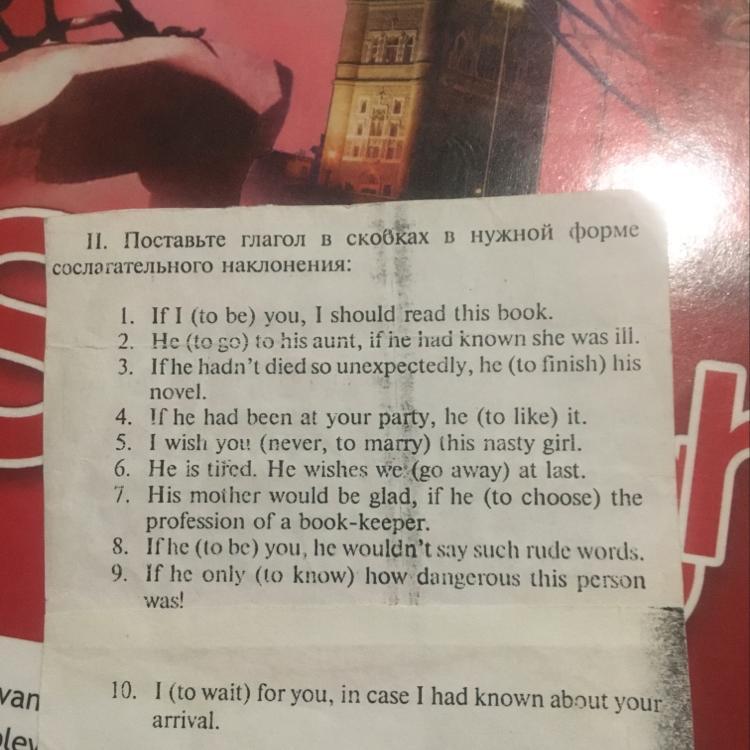 II. Поставьте глагол в скобках в нужной форме
сослагательного наклонения:
1. If I (to be) you, I should read this book.
2. He (to go) to his aunt, if he had known she was ill.
3. If he hadn't died so unexpectedly, he (to finish) his
novel.
4. If he had been at your party, he (to like) it.
5. I wish you (never, to marry) this nasty girl.
6. He is tired. He wishes we (go away) at last.
7. His mother would be glad, if he (to choose) the
profession of a book-keeper.
8. If he (to be) you, he wouldn't say such rude words.
9. If he only (to know) how dangerous this person
was!
10. I (to wait) for you, in case I had known about your
arrival.